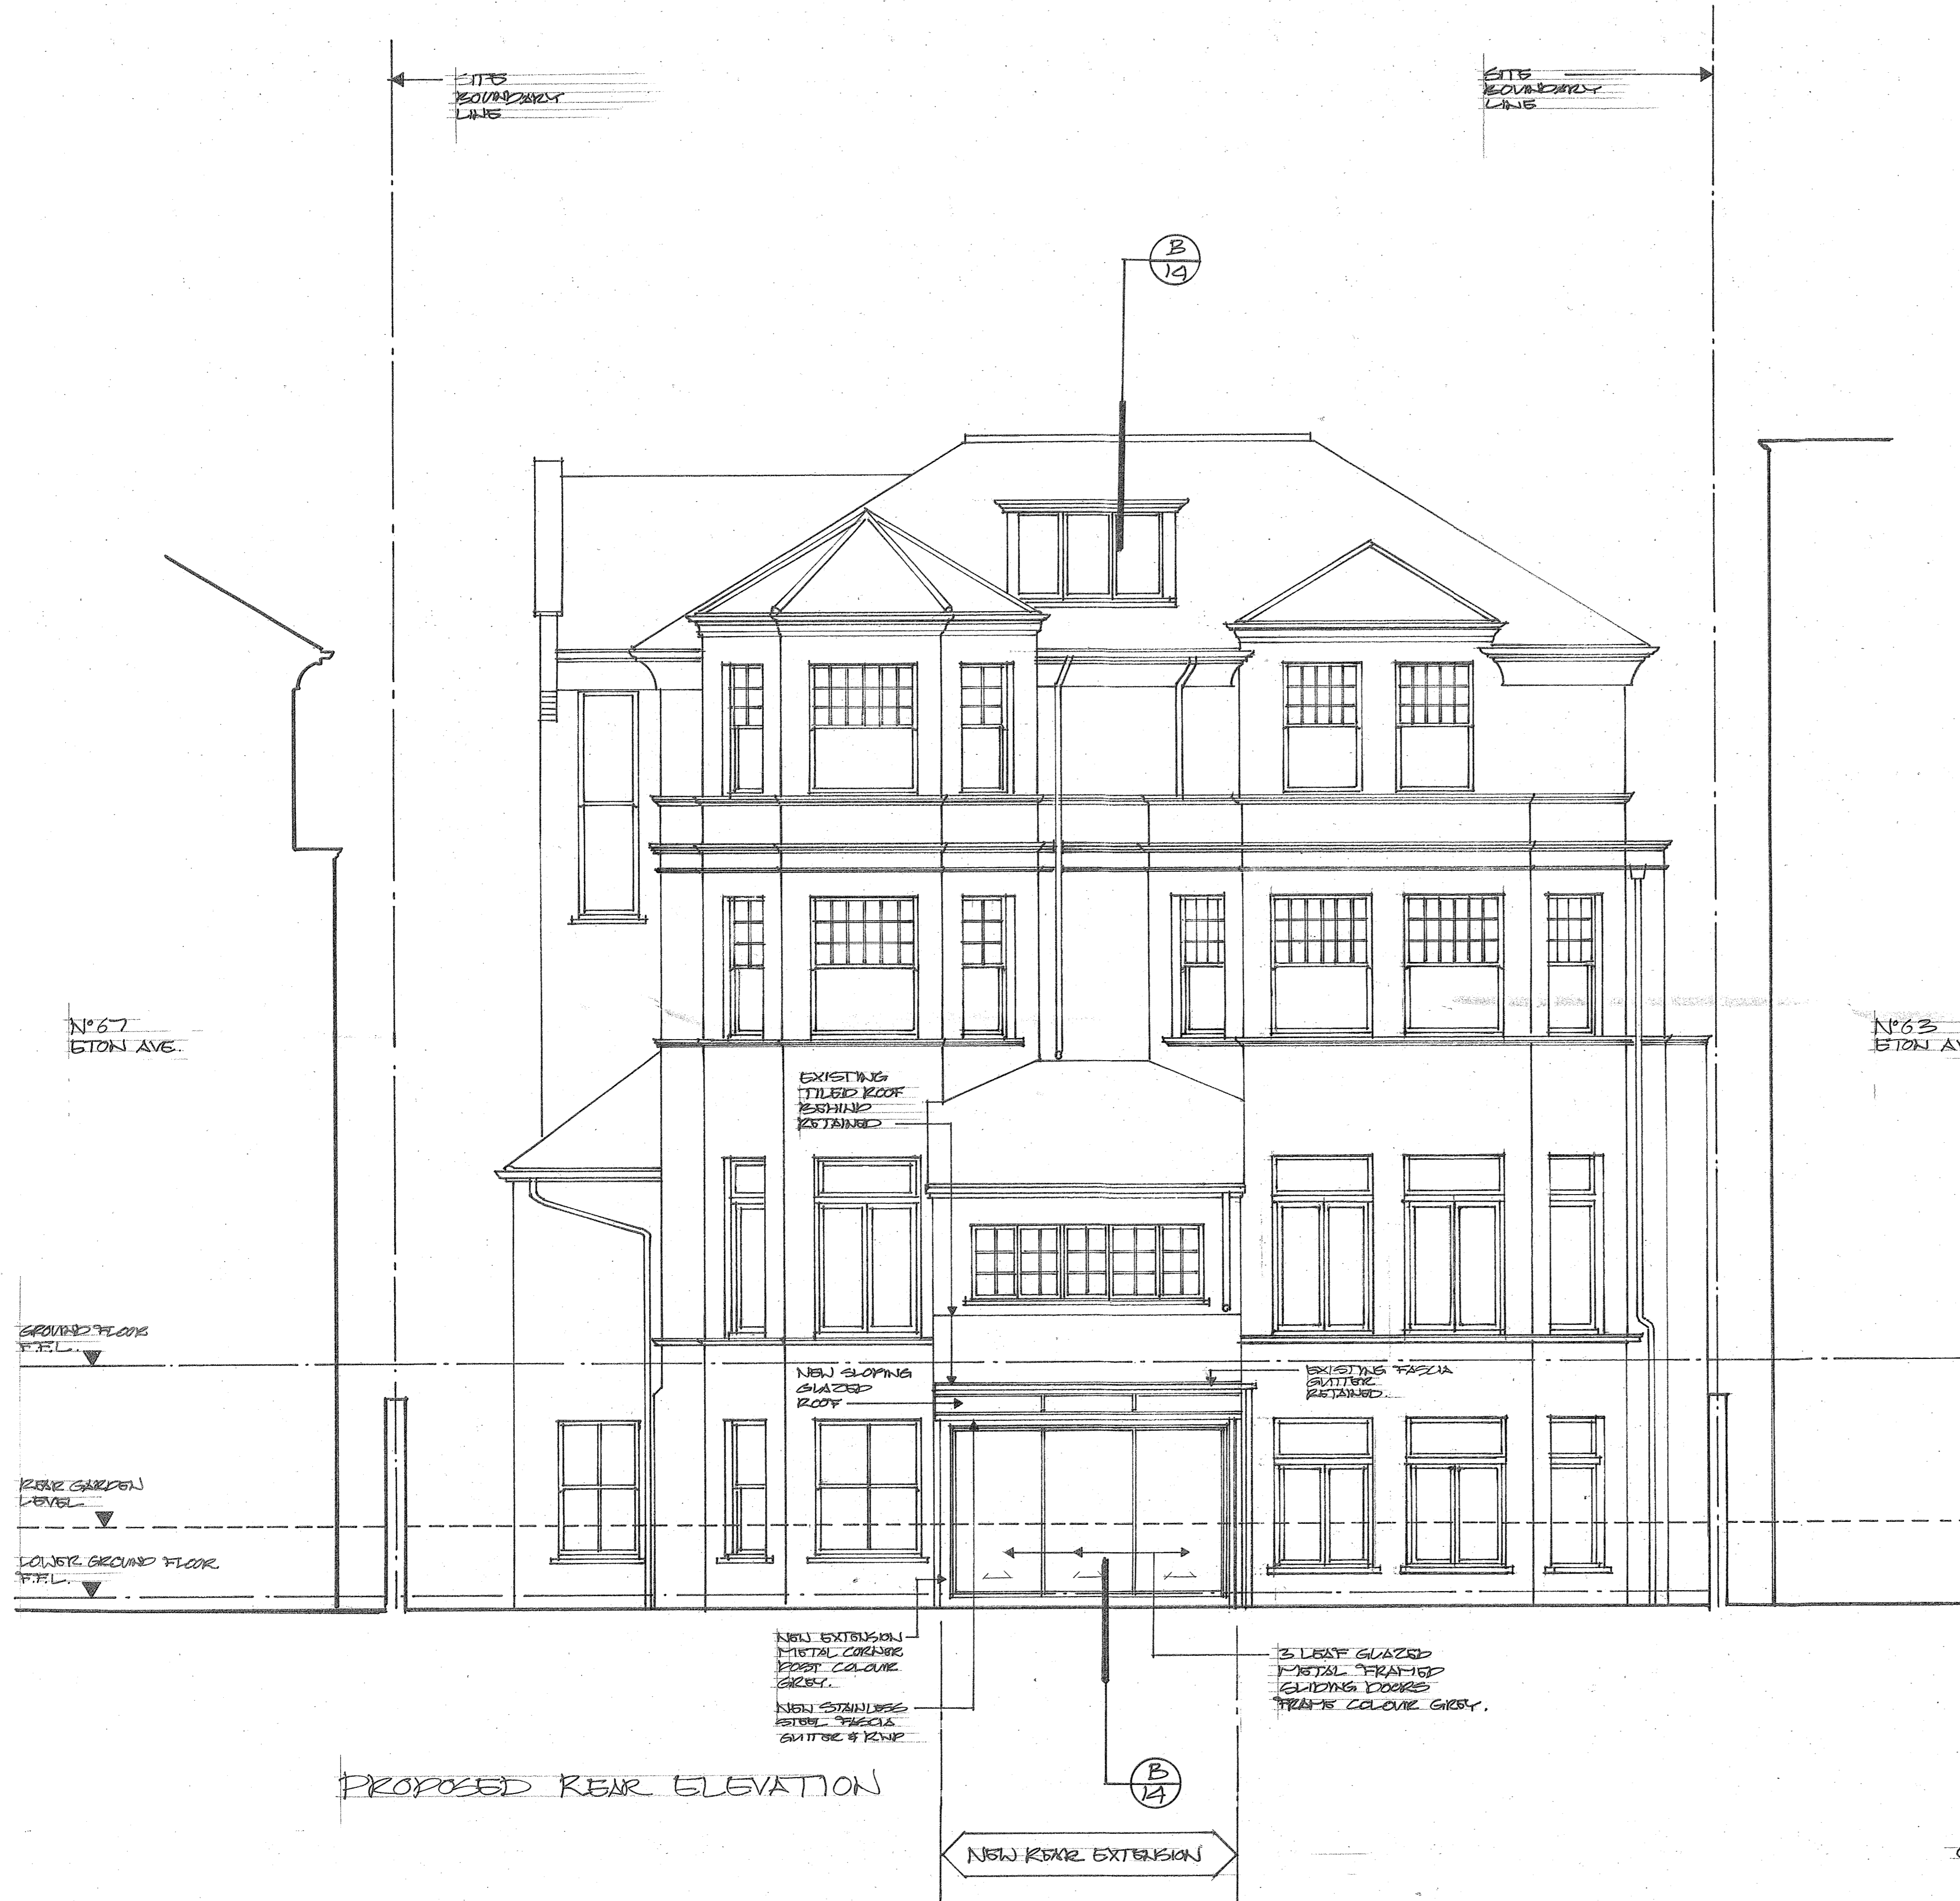 SITE
BOUNDARY
LINE
SITE
BOUNDARY
LINE
B
14
Nº67
ETON AVE.
Nº63
ETON AV
EXISTING
TILED ROOF
BEHIND
RETAINED
GROUND FLOOR
F.F.L.
NEW SLOPING
GLAZED
ROOF
EXISTING FASCIA
GUTTER
RETAINED.
REAR GARDEN
LEVEL
LOWER GROUND FLOOR
F.F.L.
NEW EXTENSION
METAL CORNER
POST COLOUR
GREY.
NEW STAINLESS
STEEL FASCIA
GUTTER & RWP
3 LEAF GLAZED
METAL FRAMED
SLIDING DOORS
FRAME COLOUR GREY.
PROPOSED REAR ELEVATION
B
14
NEW REAR EXTENSION